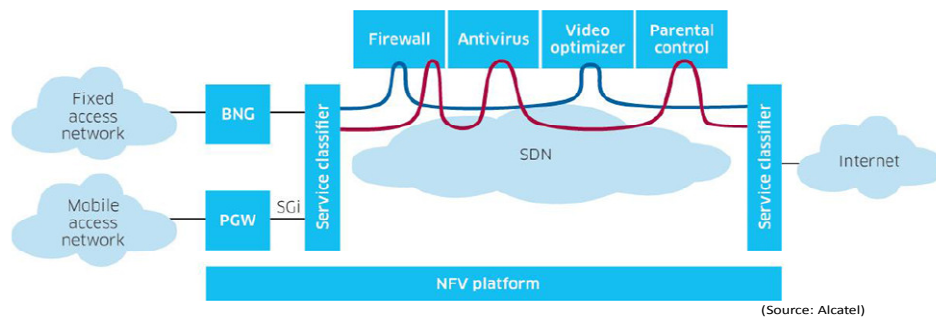 Firewall
Antivirus
Video
optimizer
Parental
control
Fixed
access
network
BNG
Service classifier
SDN
Service classifier
Internet
Mobile
access
network
PGW
SGi
NFV platform
(Source: Alcatel)